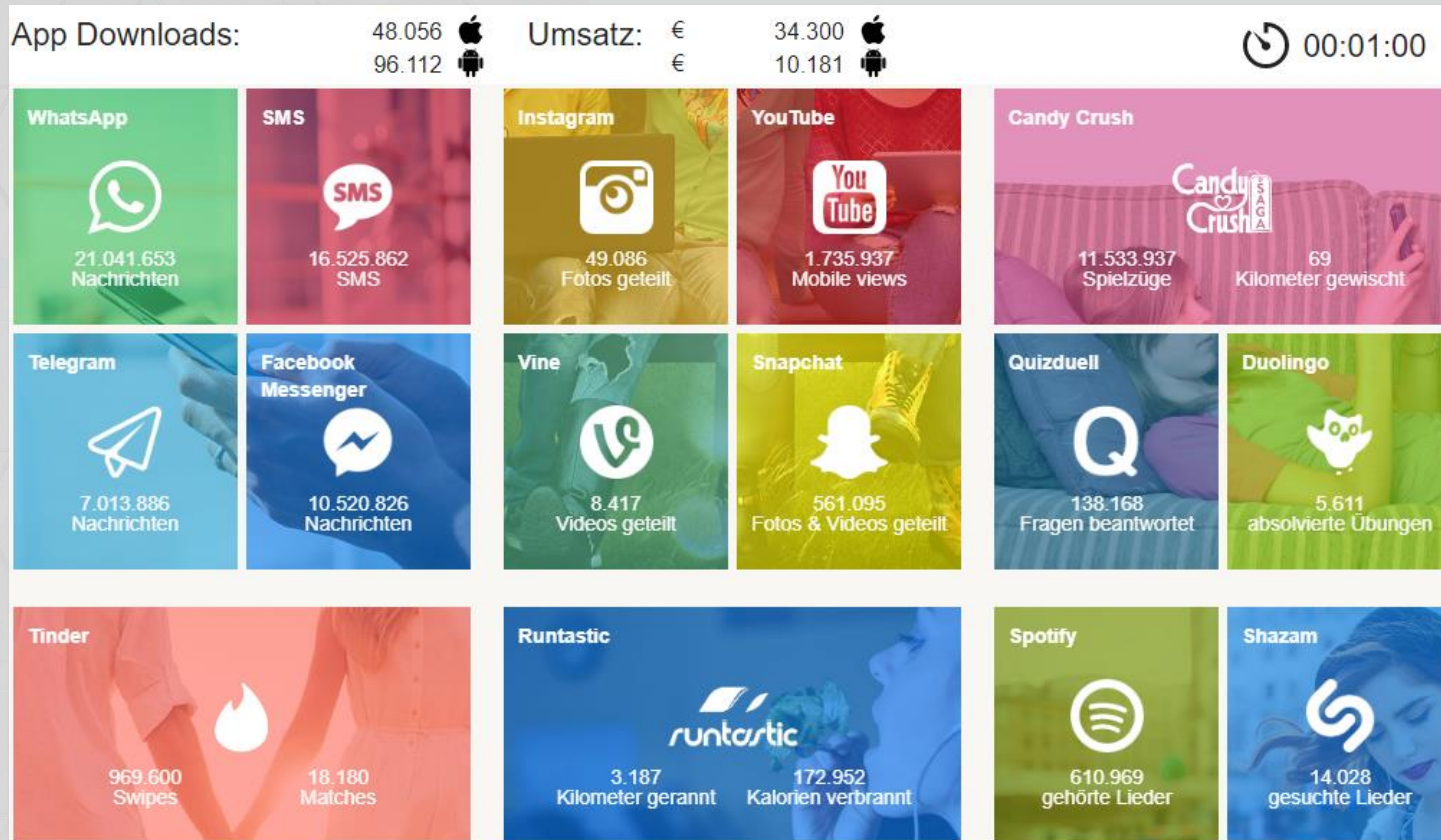 App Downloads:
48.056
96.112
Umsatz:
€ 34.300
€ 10.181
00:01:00
WhatsApp
21.041.653
Nachrichten
SMS
SMS
16.525.862
SMS
Instagram
49.086
Fotos geteilt
YouTube
You
Tube
1.735.937
Mobile views
Candy Crush
Candy
Crush
SAGA
11.533.937
Spielzüge
69
Kilometer gewischt
Telegram
7.013.886
Nachrichten
Facebook
Messenger
10.520.826
Nachrichten
Vine
8.417
Videos geteilt
Snapchat
561.095
Fotos & Videos geteilt
Quizduell
Q
138.168
Fragen beantwortet
Duolingo
5.611
absolvierte Übungen
Tinder
969.600
Swipes
18.180
Matches
Runtastic
runtastic
3.187
Kilometer gerannt
172.952
Kalorien verbrannt
Spotify
610.969
gehörte Lieder
Shazam
14.028
gesuchte Lieder